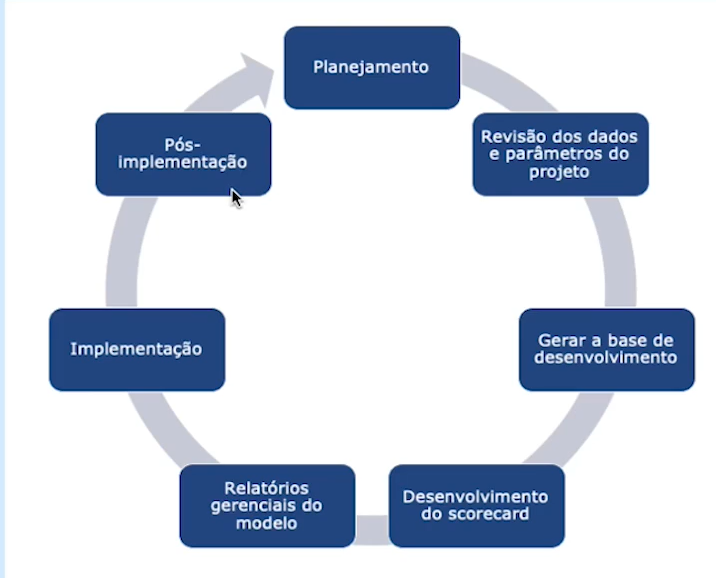 Planejamento
Revisão dos dados
e parâmetros do
projeto
Gerar a base de
desenvolvimento
Desenvolvimento
do scorecard
Relatórios
gerenciais do
modelo
Implementação
Pós-
implementação